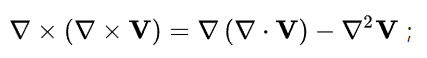 ∇ × (∇ × 𝐕) = ∇ (∇ · 𝐕) − ∇²𝐕 ;